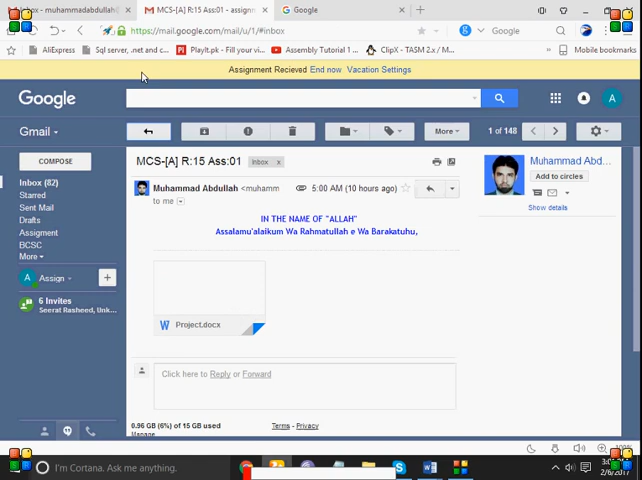 Inbox - muhammadabdullah@
MCS-[A] R:15 Ass:01 - assign
Google
https://mail.google.com/mail/u/1/#inbox
Google
AliExpress
Sql server, .net and c...
PlayIt.pk - Fill your vi...
Assembly Tutorial 1 ..
ClipX - TASM 2.x / M...
Mobile bookmarks
Assignment Recieved End now Vacation Settings
Google
A
Gmail
More
1 of 148
COMPOSE
Inbox (82)
Starred
Sent Mail
Drafts
Assigment
BCSC
More
A Assign
6 Invites
Seerat Rasheed, Unk...
MCS-[A] R:15 Ass:01
Inbox x
Muhammad Abdullah <muhamm
5:00 AM (10 hours ago)
to me
IN THE NAME OF "ALLAH"
Assalamu'alaikum Wa Rahmatullah e Wa Barakatuhu,
W Project.docx
Click here to Reply or Forward
0.96 GB (6%) of 15 GB used
Manage
Terms - Privacy
Muhammad Abd...
Add to circles
Show details
I'm Cortana. Ask me anything.
2/6/2017